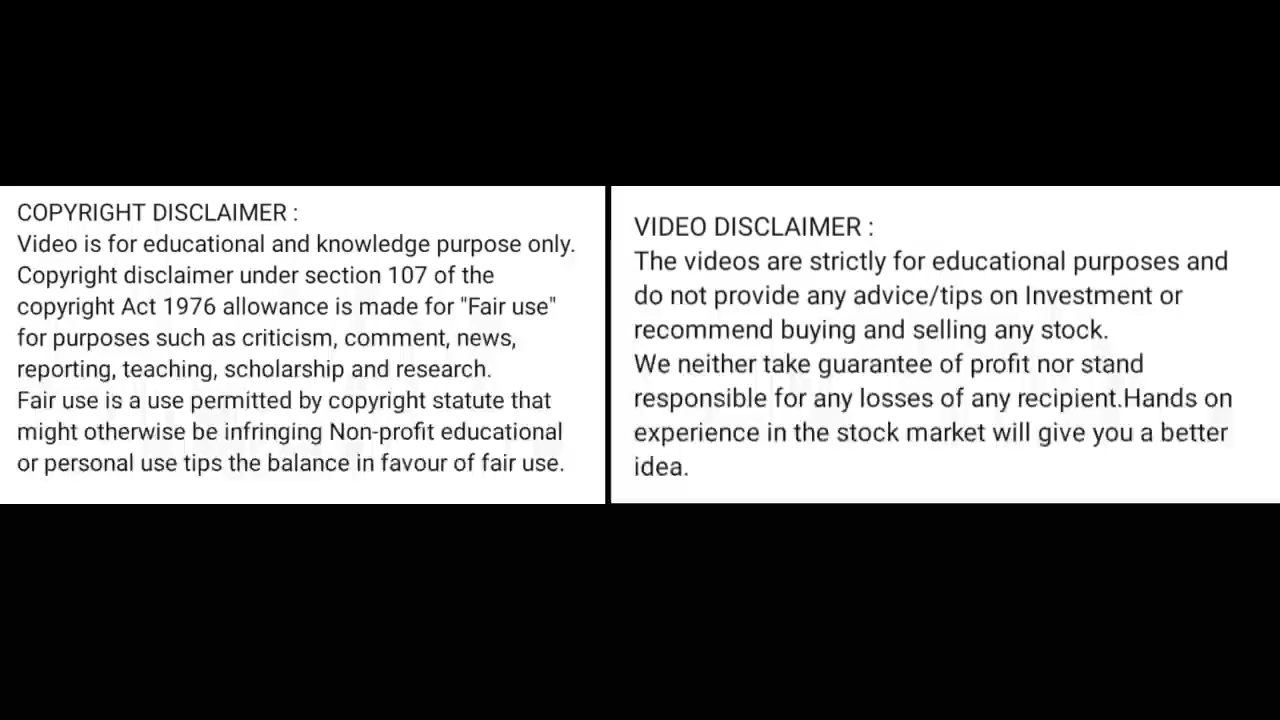 COPYRIGHT DISCLAIMER :
Video is for educational and knowledge purpose only.
Copyright disclaimer under section 107 of the
copyright Act 1976 allowance is made for "Fair use"
for purposes such as criticism, comment, news,
reporting, teaching, scholarship and research.
Fair use is a use permitted by copyright statute that
might otherwise be infringing Non-profit educational
or personal use tips the balance in favour of fair use.
VIDEO DISCLAIMER :
The videos are strictly for educational purposes and
do not provide any advice/tips on Investment or
recommend buying and selling any stock.
We neither take guarantee of profit nor stand
responsible for any losses of any recipient.Hands on
experience in the stock market will give you a better
idea.